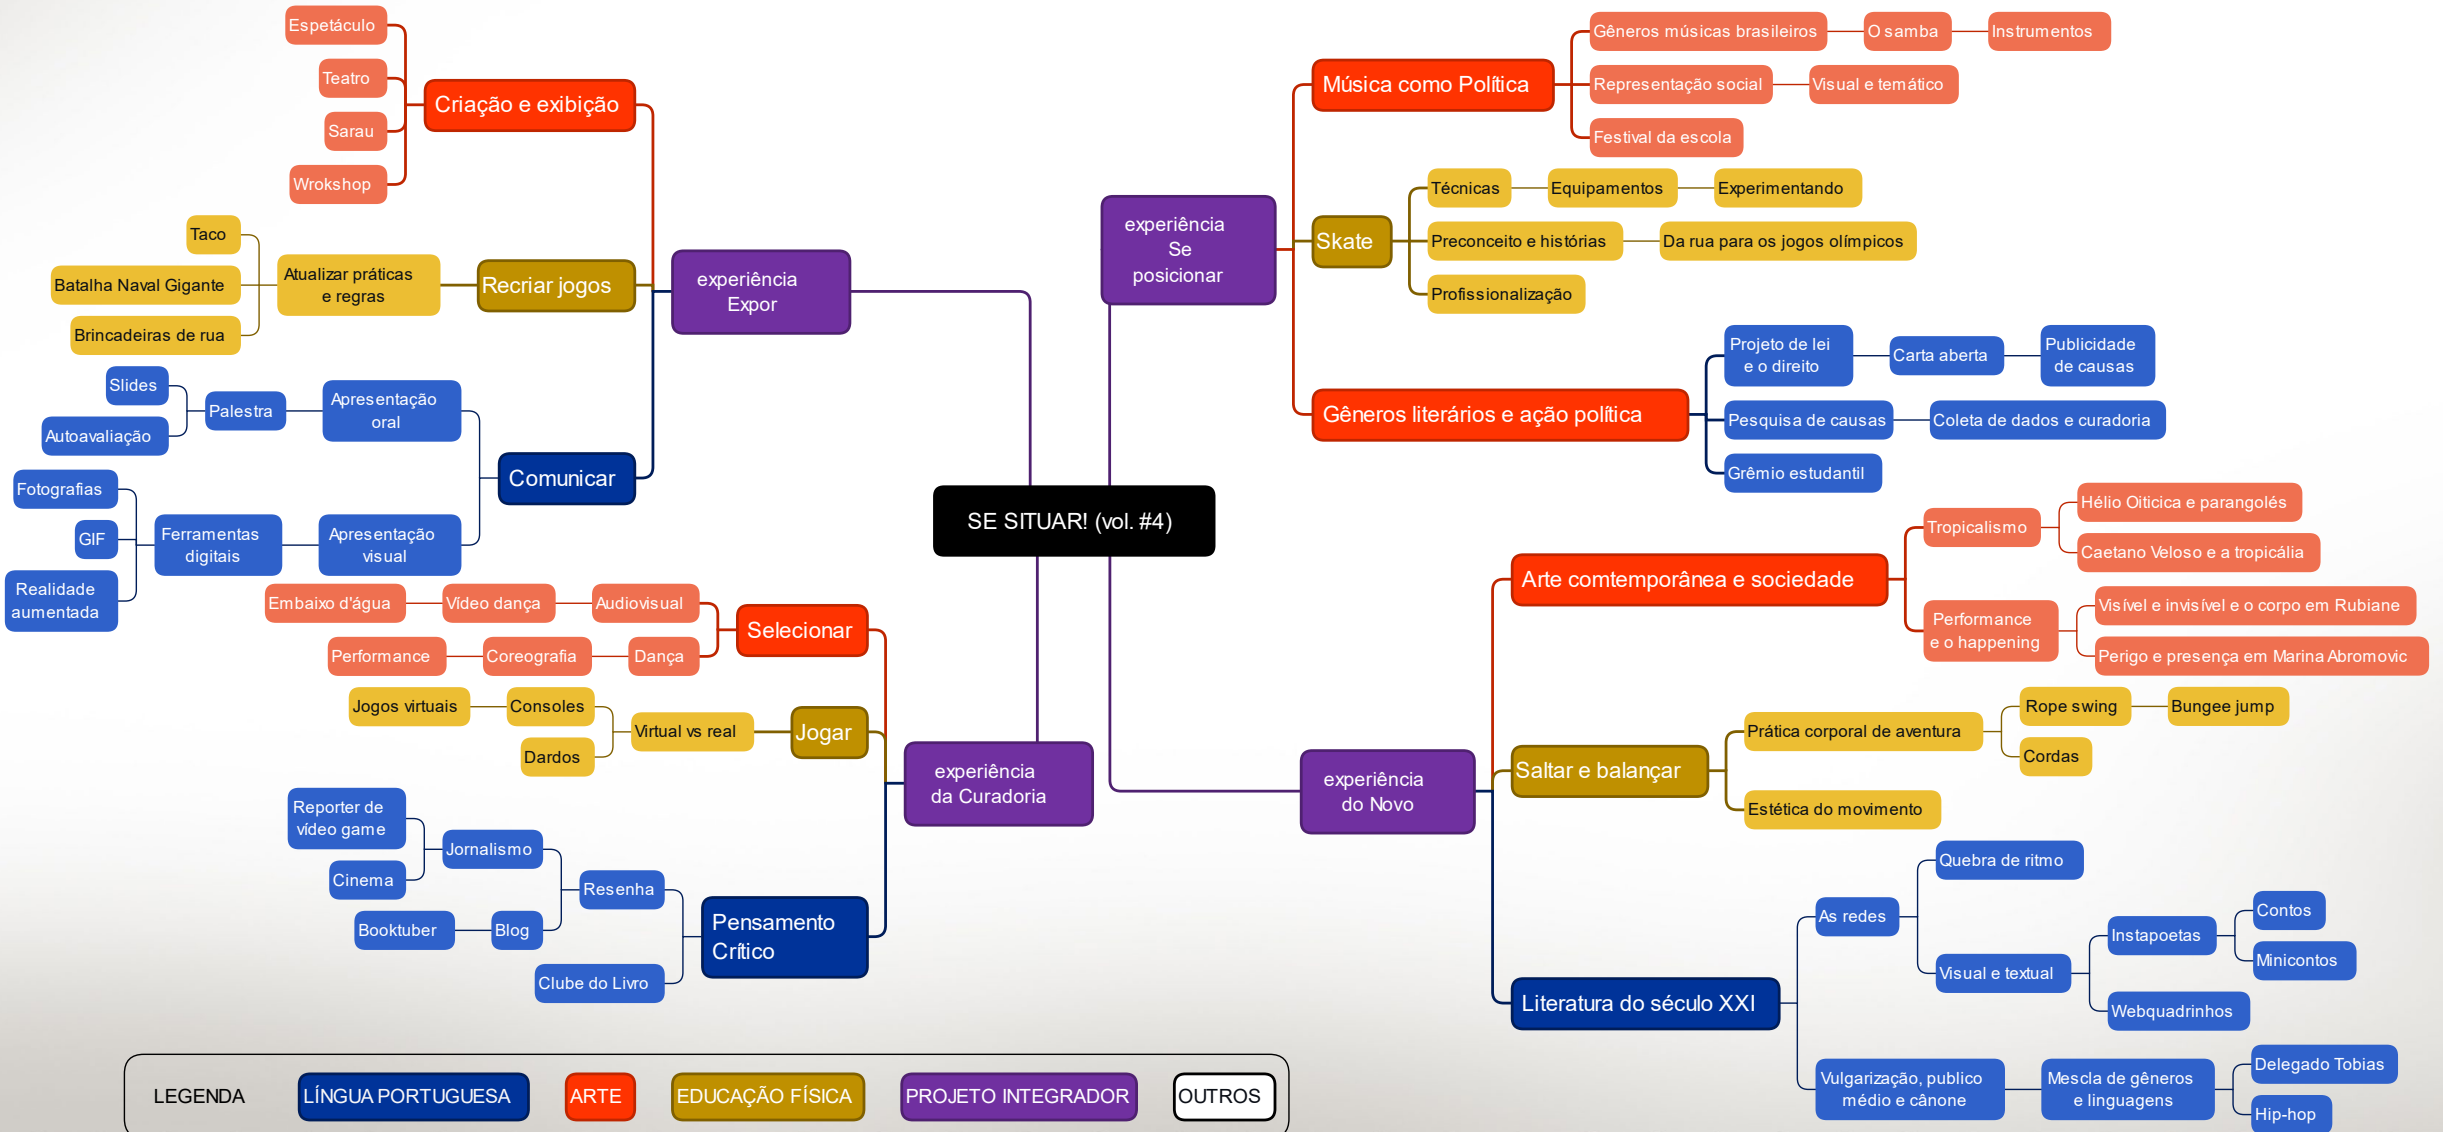 SE SITUAR! (vol. #4)
experiência
Expor
Criação e exibição
Espetáculo
Teatro
Sarau
Wrokshop
Recriar jogos
Atualizar práticas
e regras
Taco
Batalha Naval Gigante
Brincadeiras de rua
Comunicar
Apresentação
oral
Palestra
Slides
Autoavaliação
Apresentação
visual
Ferramentas
digitais
Fotografias
GIF
Realidade
aumentada
experiência
da Curadoria
Selecionar
Audiovisual
Vídeo dança
Embaixo d'água
Dança
Coreografia
Performance
Jogar
Virtual vs real
Consoles
Jogos virtuais
Dardos
Pensamento
Crítico
Resenha
Jornalismo
Reporter de
vídeo game
Cinema
Blog
Booktuber
Clube do Livro
experiência
Se
posicionar
Música como Política
Gêneros músicas brasileiros
O samba
Instrumentos
Representação social
Visual e temático
Festival da escola
Skate
Técnicas
Equipamentos
Experimentando
Preconceito e histórias
Da rua para os jogos olímpicos
Profissionalização
Gêneros literários e ação política
Projeto de lei
e o direito
Carta aberta
Publicidade
de causas
Pesquisa de causas
Coleta de dados e curadoria
Grêmio estudantil
experiência
do Novo
Arte comtemporânea e sociedade
Tropicalismo
Hélio Oiticica e parangolés
Caetano Veloso e a tropicália
Performance
e o happening
Visível e invisível e o corpo em Rubiane
Perigo e presença em Marina Abromovic
Saltar e balançar
Prática corporal de aventura
Rope swing
Bungee jump
Cordas
Estética do movimento
Literatura do século XXI
As redes
Quebra de ritmo
Visual e textual
Instapoetas
Contos
Minicontos
Webquadrinhos
Vulgarização, publico
médio e cânone
Mescla de gêneros
e linguagens
Delegado Tobias
Hip-hop
LEGENDA
LÍNGUA PORTUGUESA
ARTE
EDUCAÇÃO FÍSICA
PROJETO INTEGRADOR
OUTROS